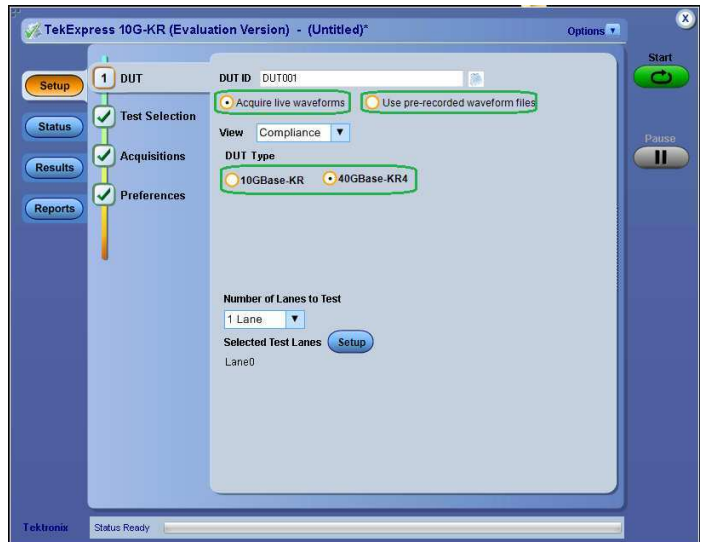 TekExpress 10G-KR (Evaluation Version) - (Untitled)*
Options
x
Setup
Status
Results
Reports
1 DUT
Test Selection
Acquisitions
Preferences
DUT ID DUT001
Acquire live waveforms Use pre-recorded waveform files
View Compliance
DUT Type
10GBase-KR 40GBase-KR4
Number of Lanes to Test
1 Lane
Selected Test Lanes Setup
Lane0
Start
Pause
Tektronix Status Ready